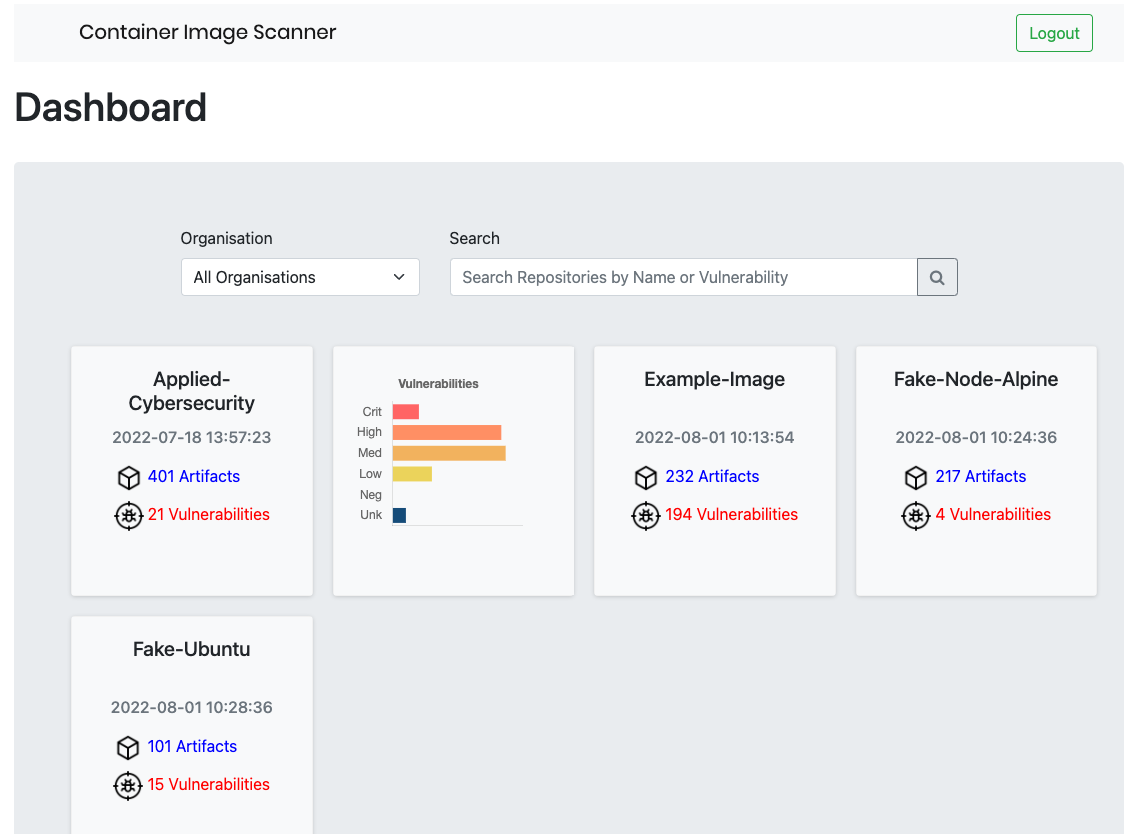 Container Image Scanner
Logout
Dashboard
Organisation
All Organisations
Search
Search Repositories by Name or Vulnerability
Applied-
Cybersecurity
2022-07-18 13:57:23
401 Artifacts
21 Vulnerabilities
Vulnerabilities
Crit
High
Med
Low
Neg
Unk
Example-Image
2022-08-01 10:13:54
232 Artifacts
194 Vulnerabilities
Fake-Node-Alpine
2022-08-01 10:24:36
217 Artifacts
4 Vulnerabilities
Fake-Ubuntu
2022-08-01 10:28:36
101 Artifacts
15 Vulnerabilities